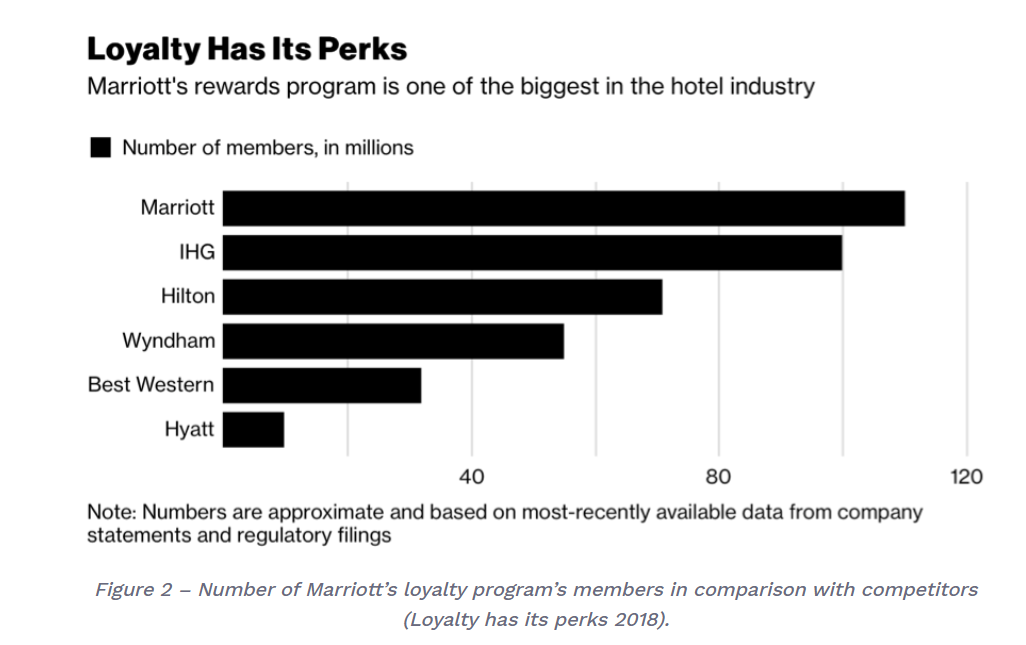 Loyalty Has Its Perks
Marriott's rewards program is one of the biggest in the hotel industry
Number of members, in millions
Marriott
IHG
Hilton
Wyndham
Best Western
Hyatt
40 80 120
Note: Numbers are approximate and based on most-recently available data from company
statements and regulatory filings
Figure 2 – Number of Marriott’s loyalty program’s members in comparison with competitors
(Loyalty has its perks 2018).